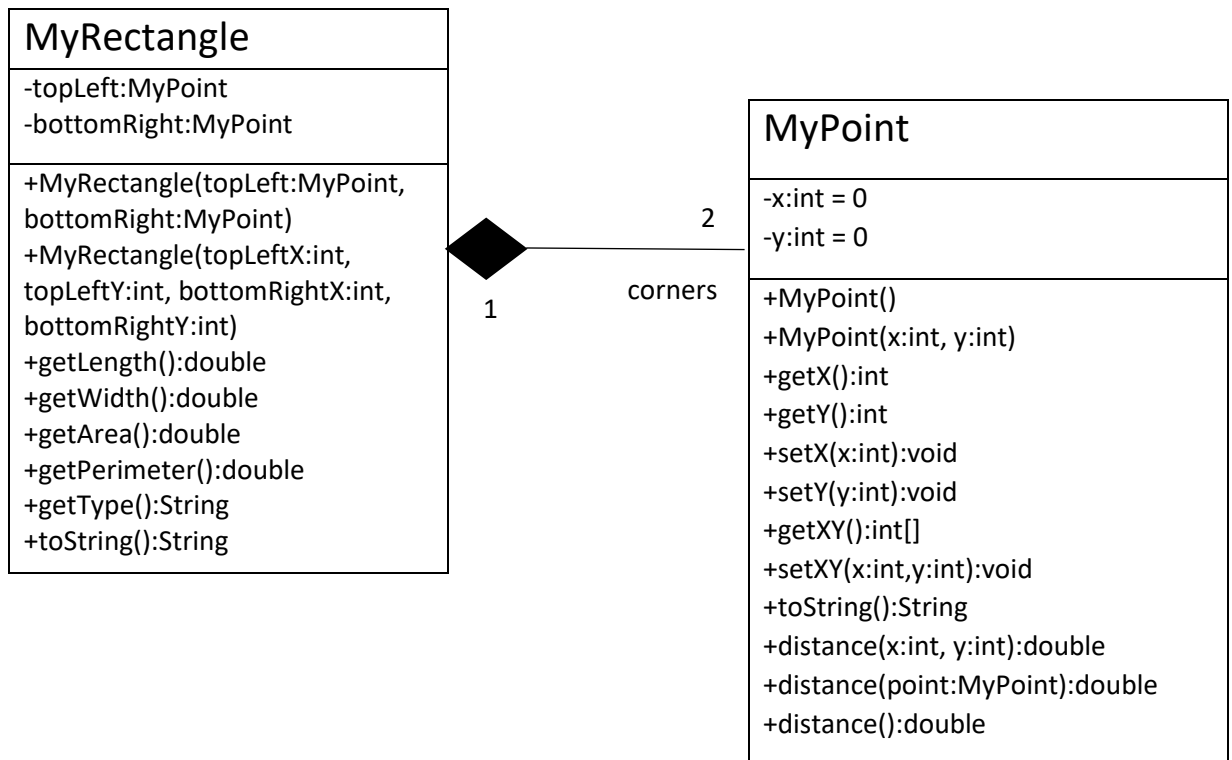 MyRectangle
-topLeft:MyPoint
-bottomRight:MyPoint
+MyRectangle(topLeft:MyPoint,
bottomRight:MyPoint)
+MyRectangle(topLeftX:int,
topLeftY:int, bottomRightX:int,
bottomRightY:int)
+getLength():double
+getWidth():double
+getArea():double
+getPerimeter():double
+getType():String
+toString():String
1
2
corners
MyPoint
-x:int = 0
-y:int = 0
+MyPoint()
+MyPoint(x:int, y:int)
+getX():int
+getY():int
+setX(x:int):void
+setY(y:int):void
+getXY():int[]
+setXY(x:int,y:int):void
+toString():String
+distance(x:int, y:int):double
+distance(point:MyPoint):double
+distance():double